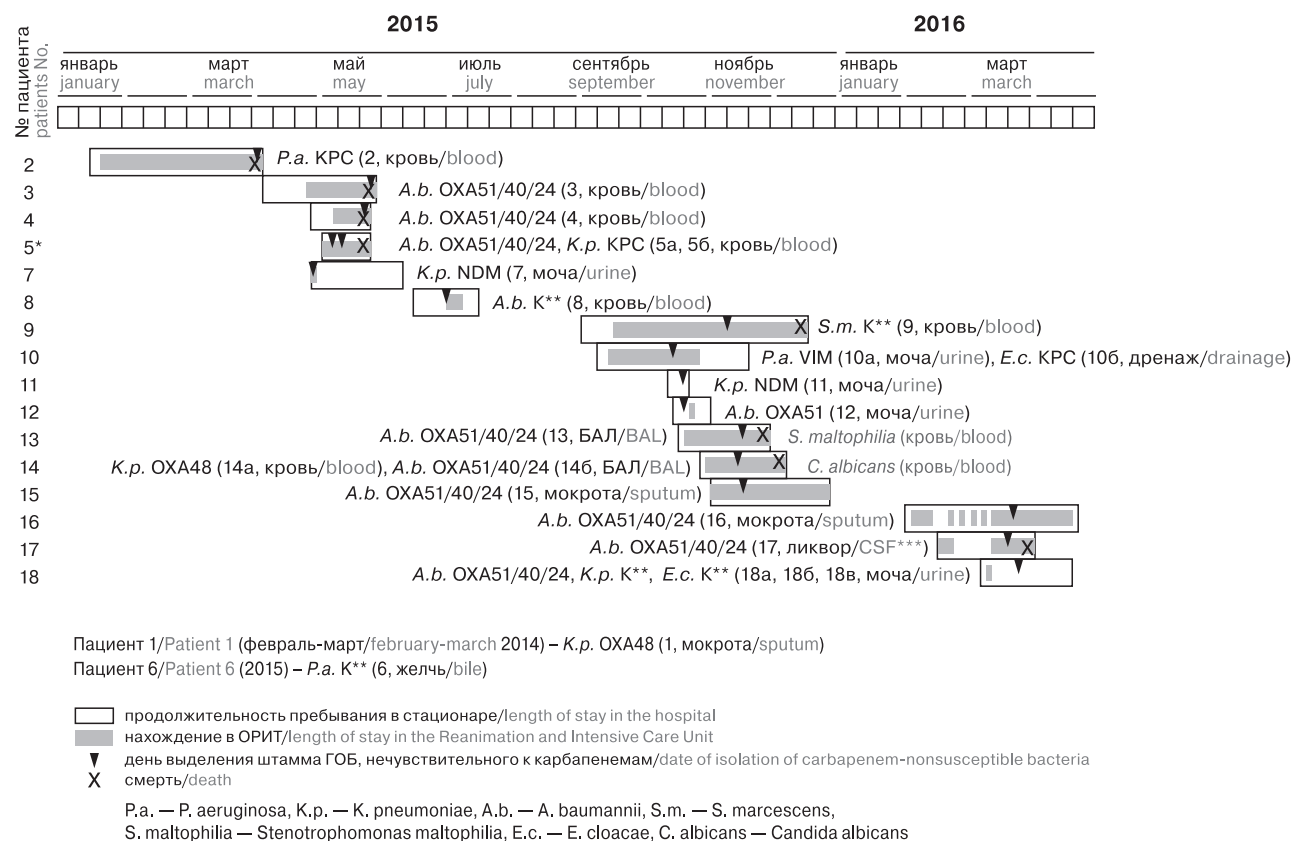 2015 2016
№ пациента
patients No.
январь март май июль сентябрь ноябрь январь март
january march may july september november january march
2 P.a. КРС (2, кровь/blood)
3 A.b. OXA51/40/24 (3, кровь/blood)
4 A.b. OXA51/40/24 (4, кровь/blood)
5* A.b. OXA51/40/24, K.p. КРС (5а, 5б, кровь/blood)
7 K.p. NDM (7, моча/urine)
8 A.b. К** (8, кровь/blood)
9 S.m. К** (9, кровь/blood)
10 P.a. VIM (10а, моча/urine), E.c. КРС (10б, дренаж/drainage)
11 K.p. NDM (11, моча/urine)
12 A.b. OXA51 (12, моча/urine)
13 A.b. OXA51/40/24 (13, БАЛ/BAL) S. maltophilia (кровь/blood)
14 K.p. OXA48 (14а, кровь/blood), A.b. OXA51/40/24 (14б, БАЛ/BAL) C. albicans (кровь/blood)
15 A.b. OXA51/40/24 (15, мокрота/sputum)
16 A.b. OXA51/40/24 (16, мокрота/sputum)
17 A.b. OXA51/40/24 (17, ликвор/CSF***)
18 A.b. OXA51/40/24, K.p. К**, E.c. К** (18а, 18б, 18в, моча/urine)
Пациент 1/Patient 1 (февраль-март/february-march 2014) – K.p. OXA48 (1, мокрота/sputum)
Пациент 6/Patient 6 (2015) – P.a. К** (6, желчь/bile)
продолжительность пребывания в стационаре/length of stay in the hospital
нахождение в ОРИТ/length of stay in the Reanimation and Intensive Care Unit
день выделения штамма ГОБ, нечувствительного к карбапенемам/date of isolation of carbapenem-nonsusceptible bacteria
X смерть/death
P.a. — P. aeruginosa, K.p. — K. pneumoniae, A.b. — A. baumannii, S.m. — S. marcescens,
S. maltophilia — Stenotrophomonas maltophilia, E.c. — E. cloacae, C. albicans — Candida albicans